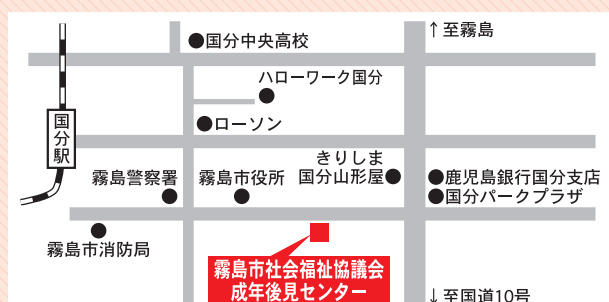 ↑至霧島
●国分中央高校
ハローワーク国分
●
●ローソン
国分駅
きりしま
国分山形屋●
●鹿児島銀行国分支店
●国分パークプラザ
霧島警察署
●
霧島市役所
●
●
霧島市消防局
霧島市社会福祉協議会
成年後見センター
↓至国道10号